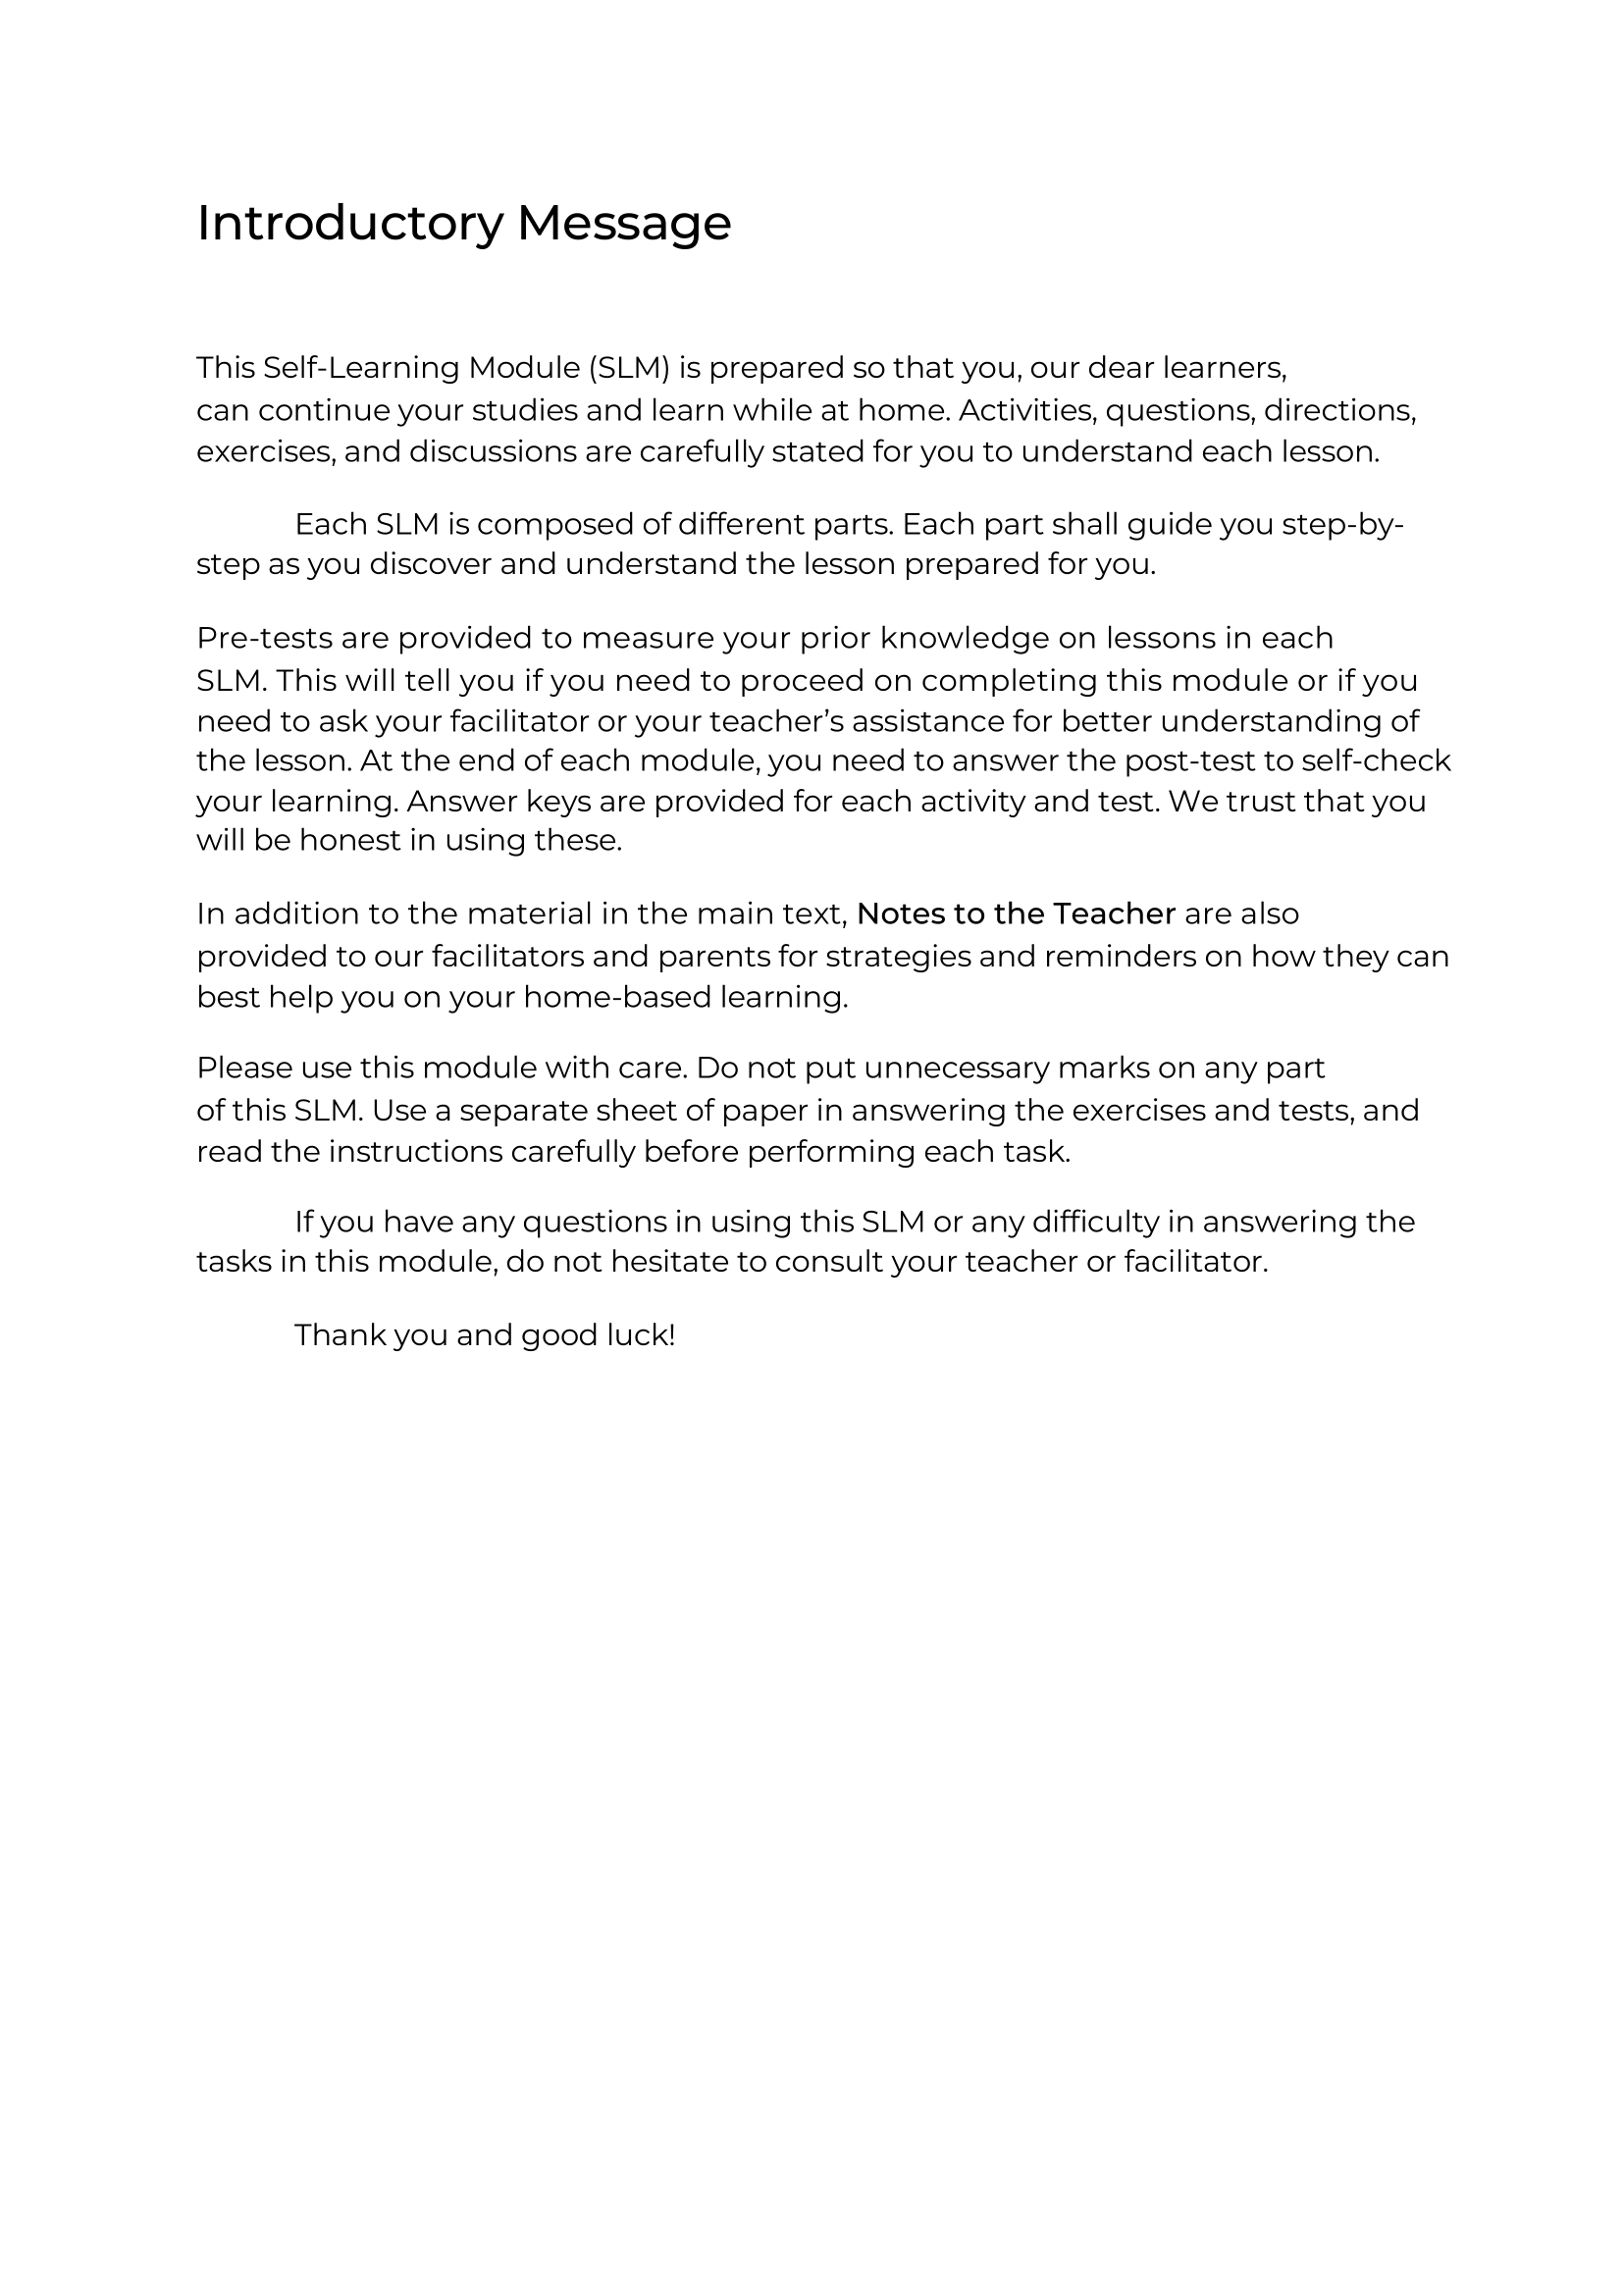 Introductory Message
This Self-Learning Module (SLM) is prepared so that you, our dear learners,
can continue your studies and learn while at home. Activities, questions, directions,
exercises, and discussions are carefully stated for you to understand each lesson.
Each SLM is composed of different parts. Each part shall guide you step-by-
step as you discover and understand the lesson prepared for you.
Pre-tests are provided to measure your prior knowledge on lessons in each
SLM. This will tell you if you need to proceed on completing this module or if you
need to ask your facilitator or your teacher’s assistance for better understanding of
the lesson. At the end of each module, you need to answer the post-test to self-check
your learning. Answer keys are provided for each activity and test. We trust that you
will be honest in using these.
In addition to the material in the main text, Notes to the Teacher are also
provided to our facilitators and parents for strategies and reminders on how they can
best help you on your home-based learning.
Please use this module with care. Do not put unnecessary marks on any part
of this SLM. Use a separate sheet of paper in answering the exercises and tests, and
read the instructions carefully before performing each task.
If you have any questions in using this SLM or any difficulty in answering the
tasks in this module, do not hesitate to consult your teacher or facilitator.
Thank you and good luck!